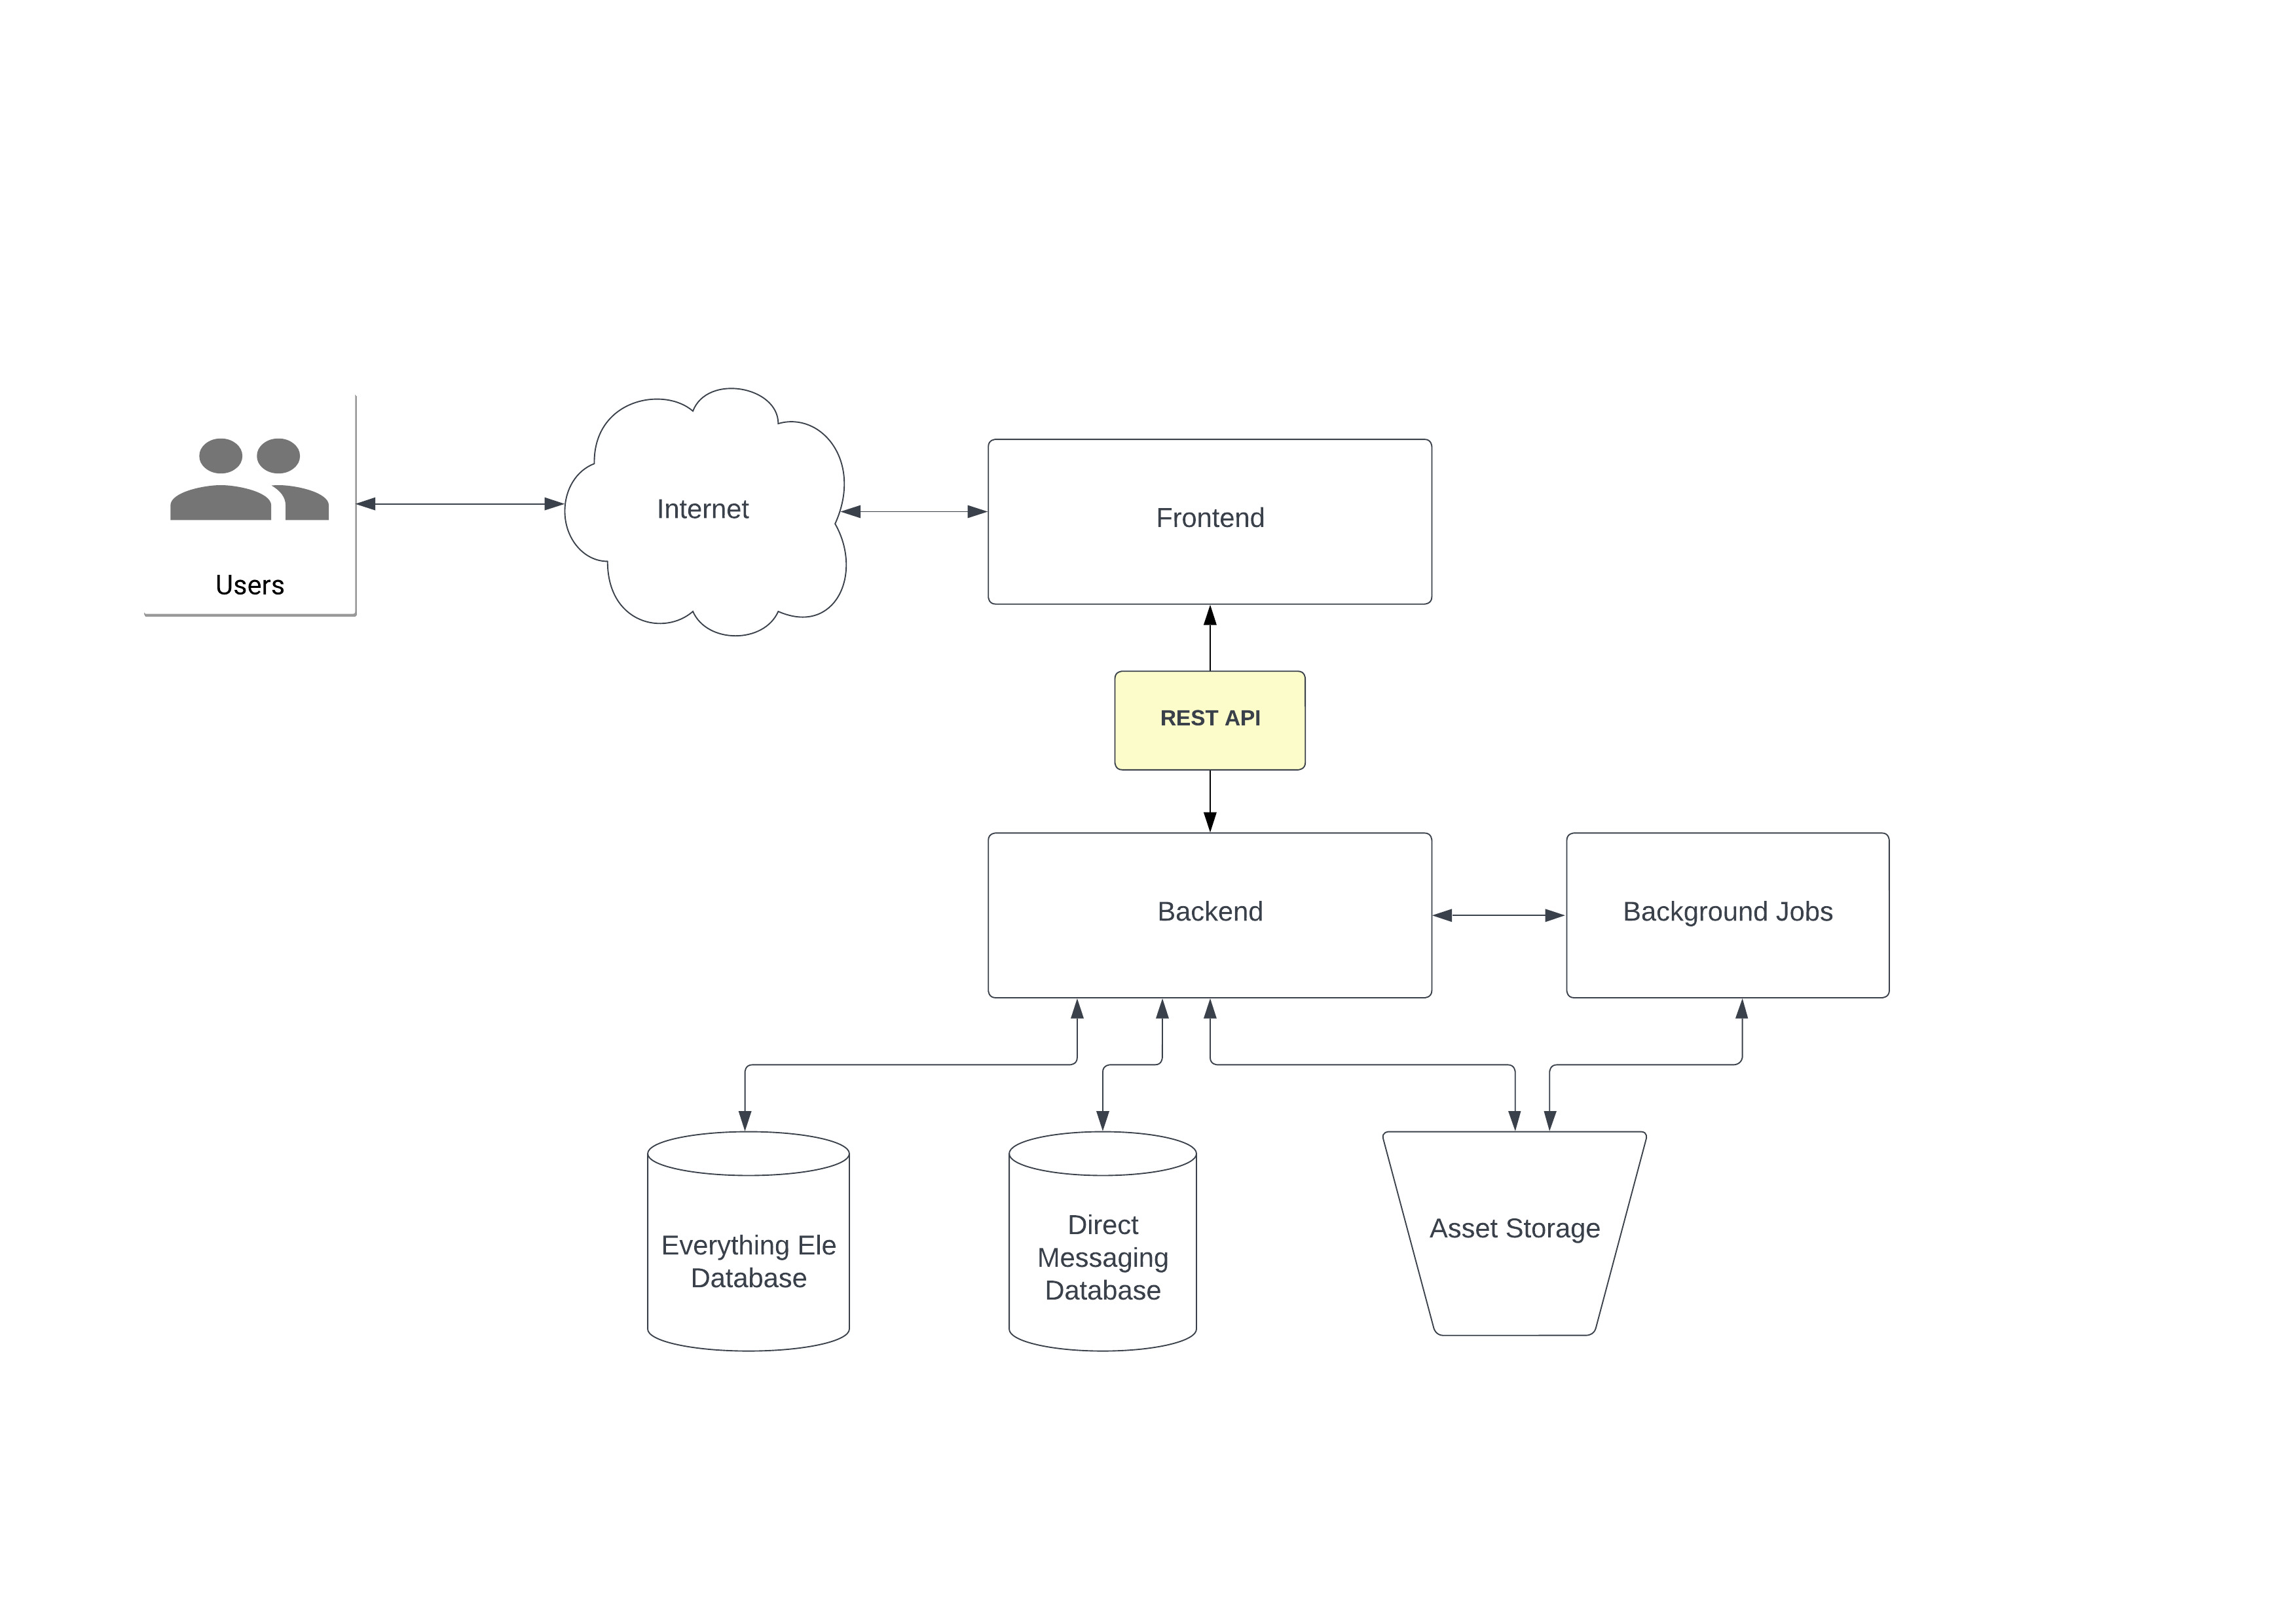 Users
Internet
Frontend
REST API
Backend
Background Jobs
Everything Ele
Database
Direct
Messaging
Database
Asset Storage